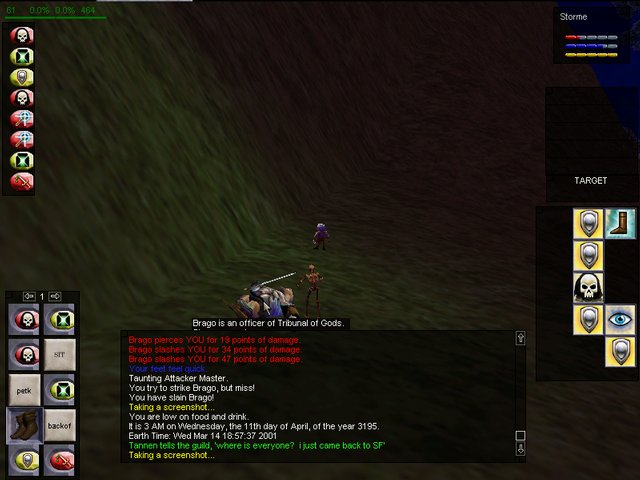 61 0.0% 0.0% 464
Storme
TARGET
1
SIT
petk
backof
Brago is an officer of Tribunal of Gods.
Brago pierces YOU for 19 points of damage.
Brago slashes YOU for 34 points of damage.
Brago slashes YOU for 47 points of damage.
Your feet feel quick.
Taunting Attacker Master.
You try to strike Brago, but miss!
You have slain Brago!
Taking a screenshot...
You are low on food and drink.
It is 3 AM on Wednesday, the 11th day of April, of the year 3195.
Earth Time: Wed Mar 14 18:57:37 2001
Tannen tells the guild, 'where is everyone?  i just came back to SF'
Taking a screenshot...